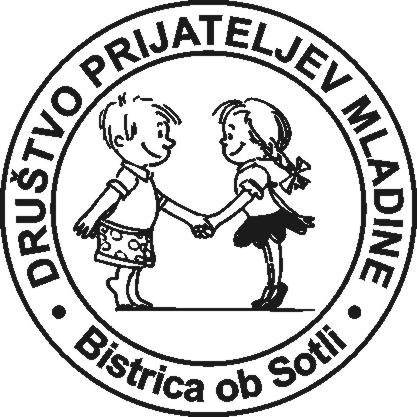 DRUŠTVO PRIJATELJEV MLADINE
Bistrica ob Sotli